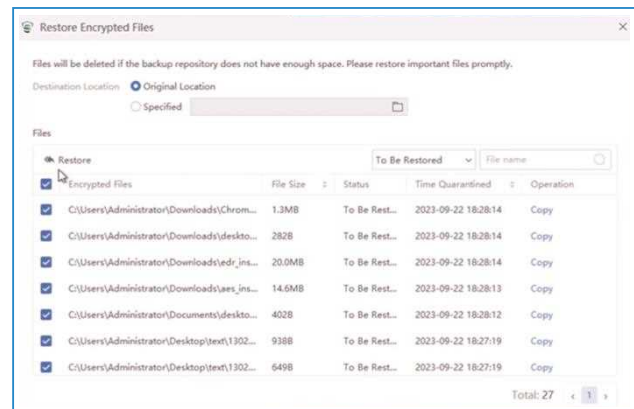 Restore Encrypted Files
Files will be deleted if the backup repository does not have enough space. Please restore important files promptly.
Destination Location Original Location
Specified
Files
Restore To Be Restored File name
Encrypted Files File Size Status Time Quarantined Operation
C:\Users\Administrator\Downloads\Chrom... 1.3MB To Be Rest... 2023-09-22 18:28:14 Copy
C:\Users\Administrator\Downloads\deskto... 282B To Be Rest... 2023-09-22 18:28:14 Copy
C:\Users\Administrator\Downloads\edr_ins... 20.0MB To Be Rest... 2023-09-22 18:28:14 Copy
C:\Users\Administrator\Downloads\aes_ins... 14.6MB To Be Rest... 2023-09-22 18:28:13 Copy
C:\Users\Administrator\Documents\deskto... 402B To Be Rest... 2023-09-22 18:28:12 Copy
C:\Users\Administrator\Desktop\text\1302... 938B To Be Rest... 2023-09-22 18:27:19 Copy
C:\Users\Administrator\Desktop\text\1302... 649B To Be Rest... 2023-09-22 18:27:19 Copy
Total: 27 1